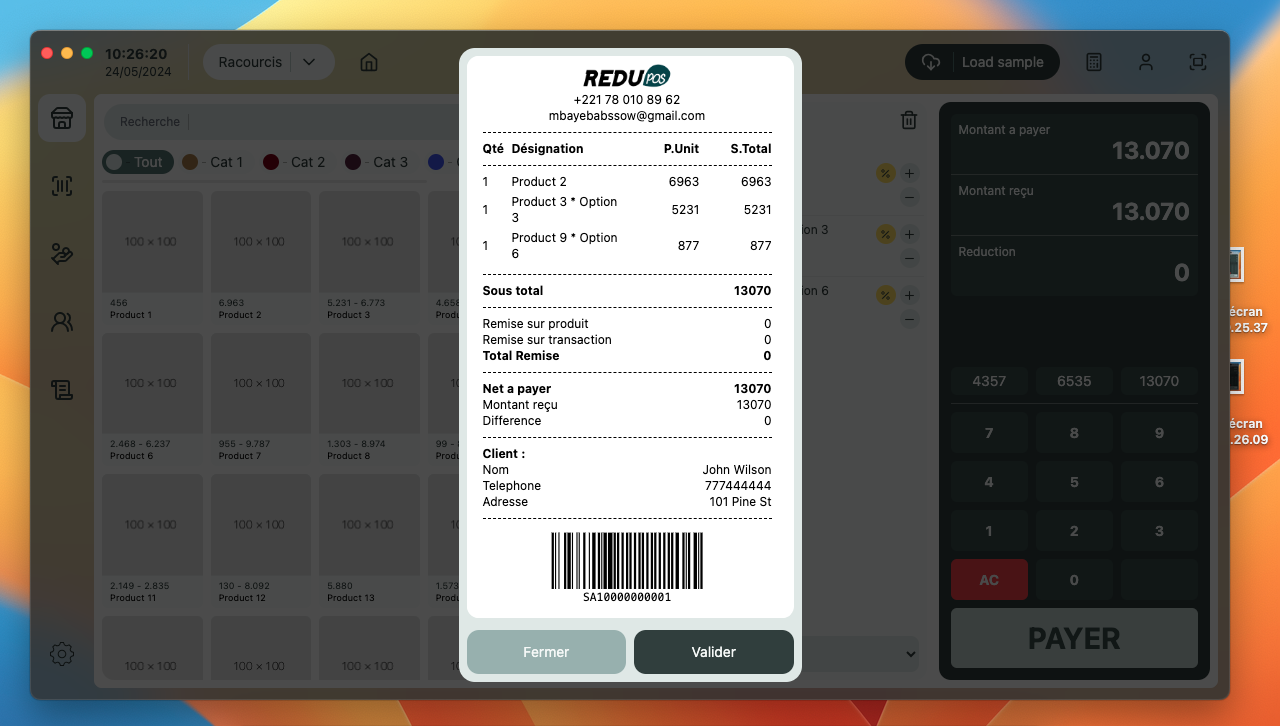 10:26:20
24/05/2024
Racourcis
Load sample
Recherche
Tout
- Cat 1
- Cat 2
- Cat 3
100 × 100
100 × 100
100 × 100
456
Product 1
6.963
Product 2
5.231 - 6.773
Product 3
4.658
100 × 100
100 × 100
100 × 100
2.468 - 6.237
Product 6
955 - 9.787
Product 7
1.303 - 8.974
Product 8
99 -
100 × 100
100 × 100
100 × 100
2.149 - 2.835
Product 11
130 - 8.092
Product 12
5.880
Product 13
1.573
100 × 100
100 × 100
100 × 100
REDU POS
+221 78 010 89 62
mbayebabssow@gmail.com
Qté Désignation P.Unit S.Total
1 Product 2 6963 6963
1 Product 3 * Option 3 5231 5231
1 Product 9 * Option 6 877 877
Sous total 13070
Remise sur produit 0
Remise sur transaction 0
Total Remise 0
Net a payer 13070
Montant reçu 13070
Difference 0
Client :
Nom John Wilson
Telephone 777444444
Adresse 101 Pine St
SA10000000001
Fermer
Valider
ion 3
ion 6
Montant a payer
13.070
Montant reçu
13.070
Reduction
0
4357 6535 13070
7 8 9
4 5 6
1 2 3
AC 0
PAYER
écran
.25.37
écran
.26.09